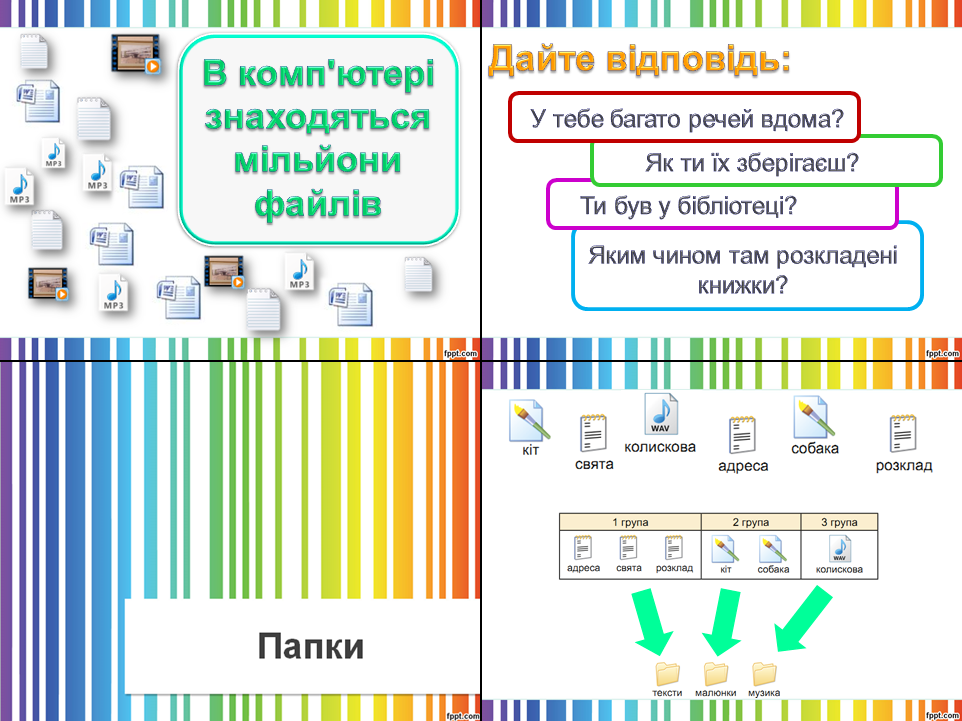 В комп'ютері
знаходяться
мільйони
файлів
MP3
MP3
MP3
MP3
MP3
fppt.com
Дайте відповідь:
У тебе багато речей вдома?
Як ти їх зберігаєш?
Ти був у бібліотеці?
Яким чином там розкладені
книжки?
fppt.com
Папки
fppt.com
WAV
кіт
свята
колискова
адреса
собака
розклад
1 група 2 група 3 група
WAV
адреса свята розклад кіт собака колискова
тексти малюнки музика
fppt.com